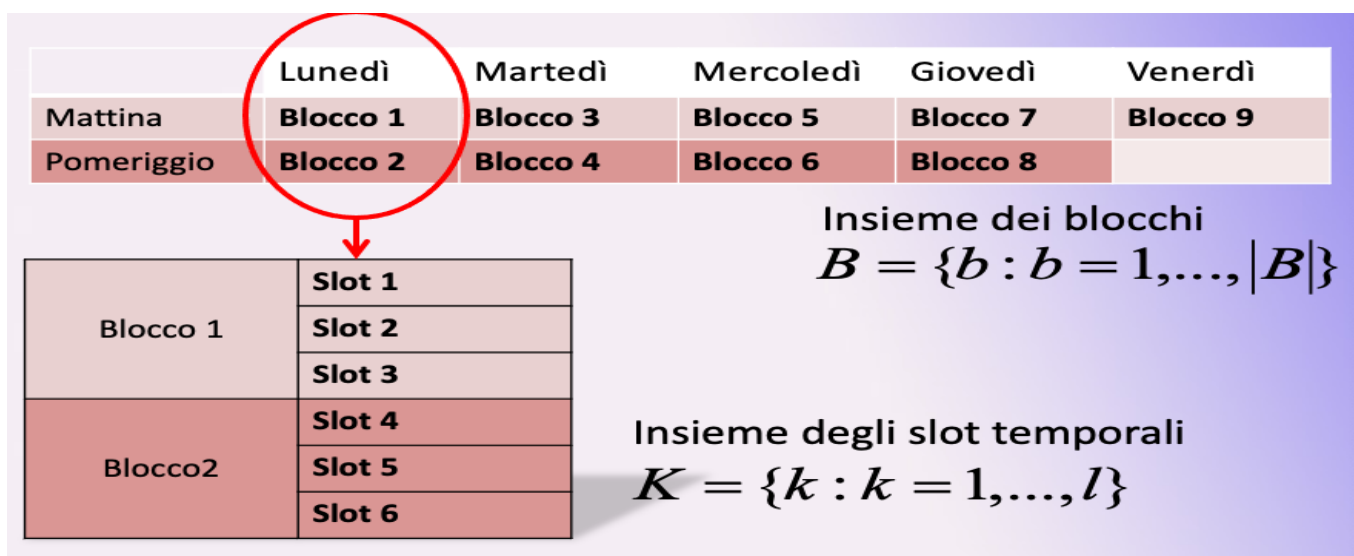 Lunedì Martedì Mercoledì Giovedì Venerdì
Mattina Blocco 1 Blocco 3 Blocco 5 Blocco 7 Blocco 9
Pomeriggio Blocco 2 Blocco 4 Blocco 6 Blocco 8
Insieme dei blocchi
B = {b : b = 1,..., |B|}
Blocco 1
Slot 1
Slot 2
Slot 3
Blocco2
Slot 4
Slot 5
Slot 6
Insieme degli slot temporali
K = {k : k = 1,..., l}